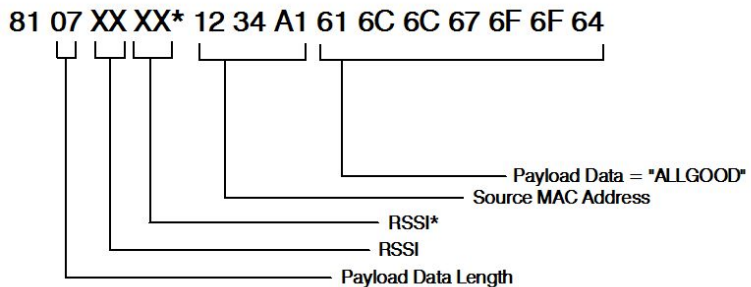 81 07 XX XX* 12 34 A1 61 6C 6C 67 6F 6F 64
Payload Data = "ALLGOOD"
Source MAC Address
RSSI*
RSSI
Payload Data Length